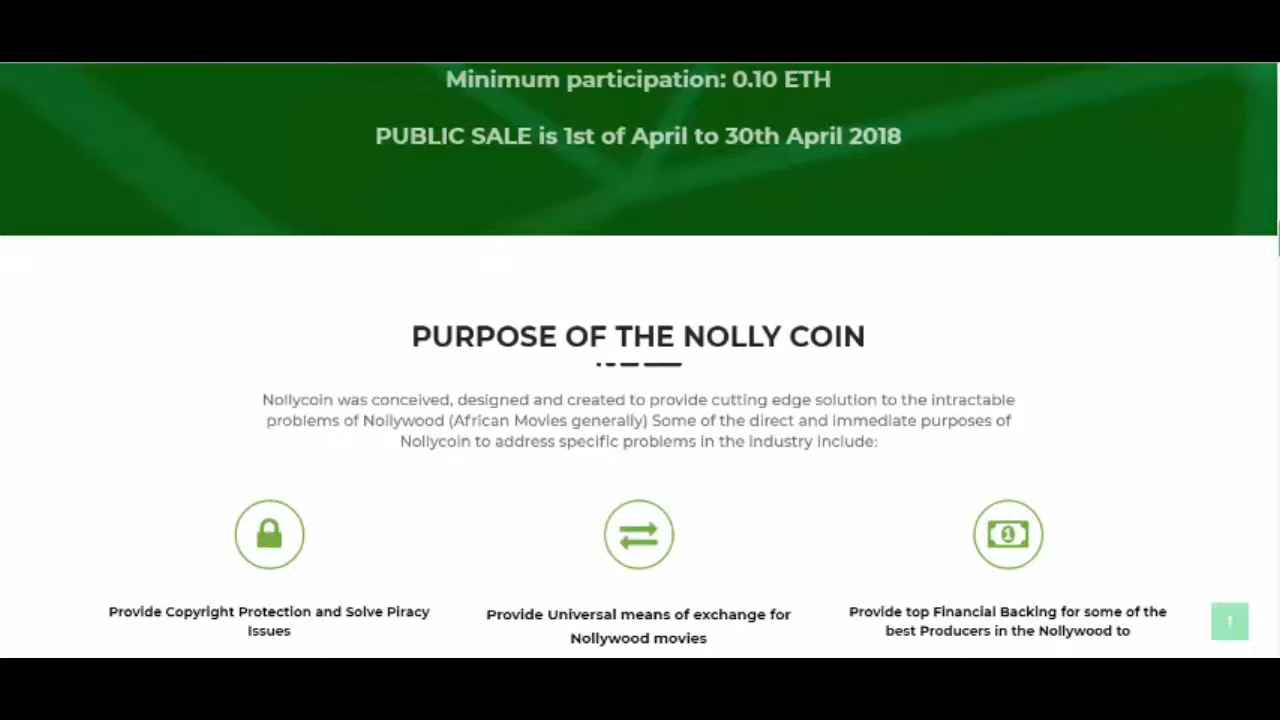 Minimum participation: 0.10 ETH
PUBLIC SALE is 1st of April to 30th April 2018
PURPOSE OF THE NOLLY COIN
Nollycoin was conceived, designed and created to provide cutting edge solution to the intractable
problems of Nollywood (African Movies generally) Some of the direct and immediate purposes of
Nollycoin to address specific problems in the industry include:
Provide Copyright Protection and Solve Piracy
Issues
Provide Universal means of exchange for
Nollywood movies
1
Provide top Financial Backing for some of the
best Producers in the Nollywood to